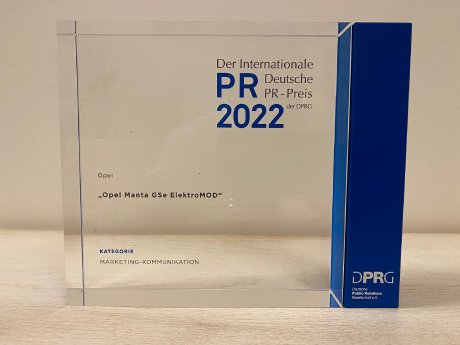 Der Internationale
PR Deutsche
PR-Preis
2022 der DPRG
Opel
„Opel Manta GSe ElektroMOD“
KATEGORIE
MARKETING-KOMMUNIKATION
DPRG
Deutsche
Public Relations
Gesellschaft e.V.